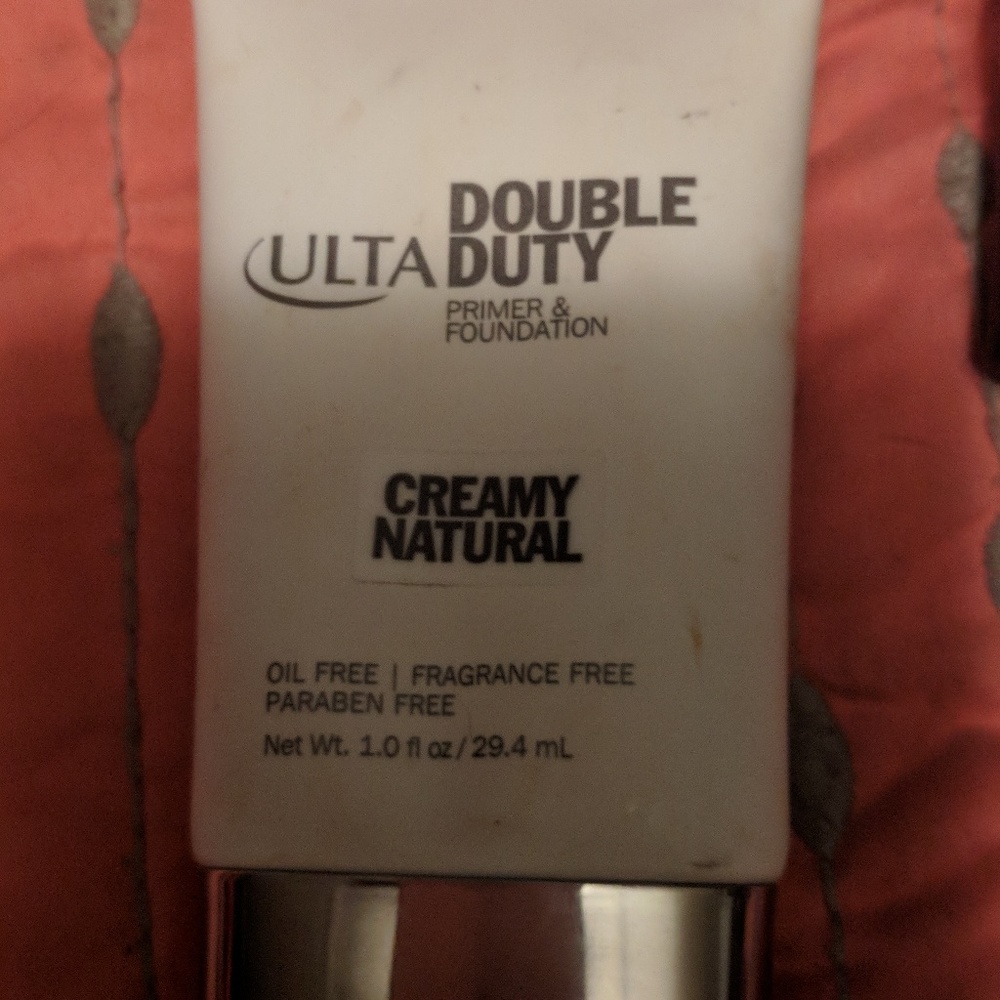 ULTA
DOUBLE
DUTY
PRIMER &
FOUNDATION
CREAMY
NATURAL
OIL FREE | FRAGRANCE FREE
PARABEN FREE
Net Wt. 1.0 fl oz / 29.4 mL